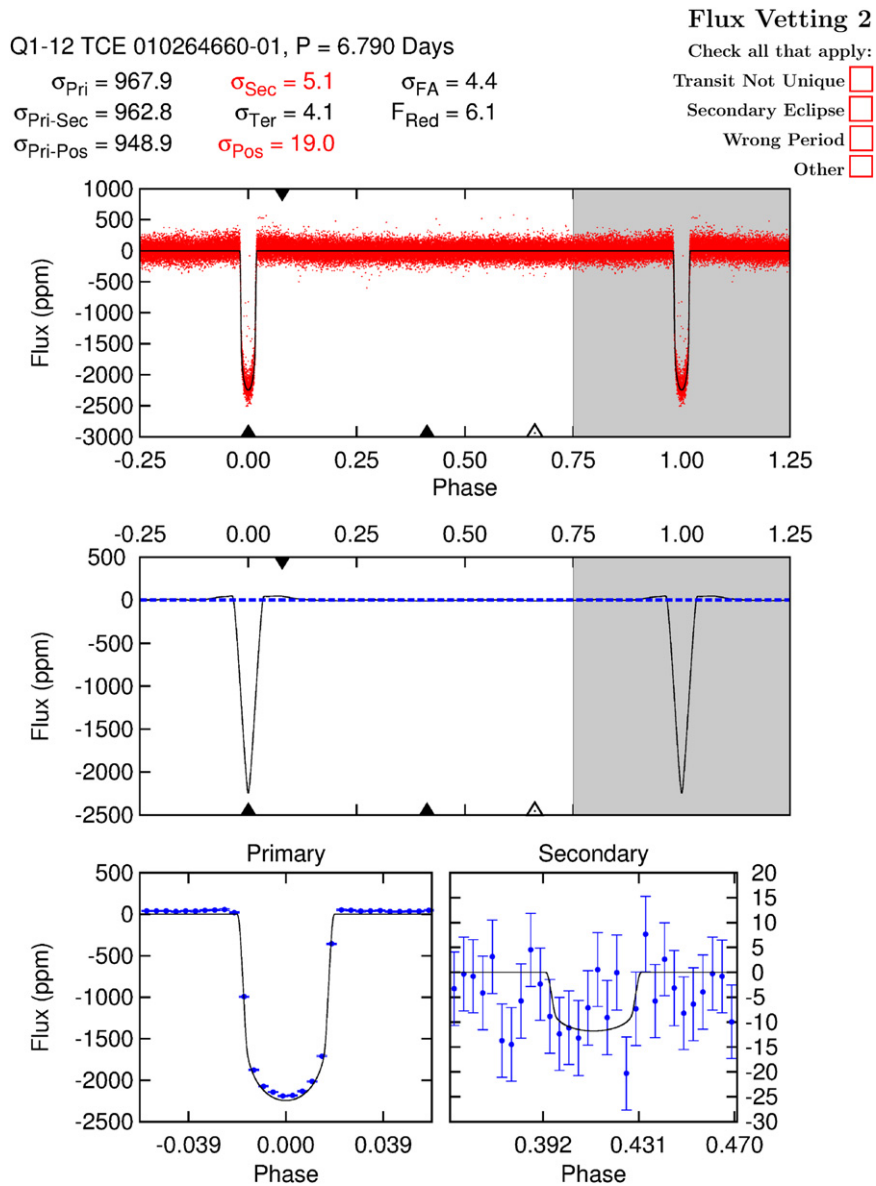 Flux Vetting 2
Q1-12 TCE 010264660-01, P = 6.790 Days
Check all that apply:
σPri = 967.9 σSec = 5.1 σFA = 4.4
Transit Not Unique
σPri-Sec = 962.8 σTer = 4.1 FRed = 6.1
Secondary Eclipse
σPri-Pos = 948.9 σPos = 19.0
Wrong Period
Other
1000
500
0
-500
-1000
-1500
-2000
-2500
-3000
Flux (ppm)
-0.25 0.00 0.25 0.50 0.75 1.00 1.25
Phase
-0.25 0.00 0.25 0.50 0.75 1.00 1.25
500
0
-500
-1000
-1500
-2000
-2500
Flux (ppm)
Primary
500
0
-500
-1000
-1500
-2000
-2500
Flux (ppm)
-0.039 0.000 0.039
Phase
Secondary
20
15
10
5
0
-5
-10
-15
-20
-25
-30
0.392 0.431 0.470
Phase